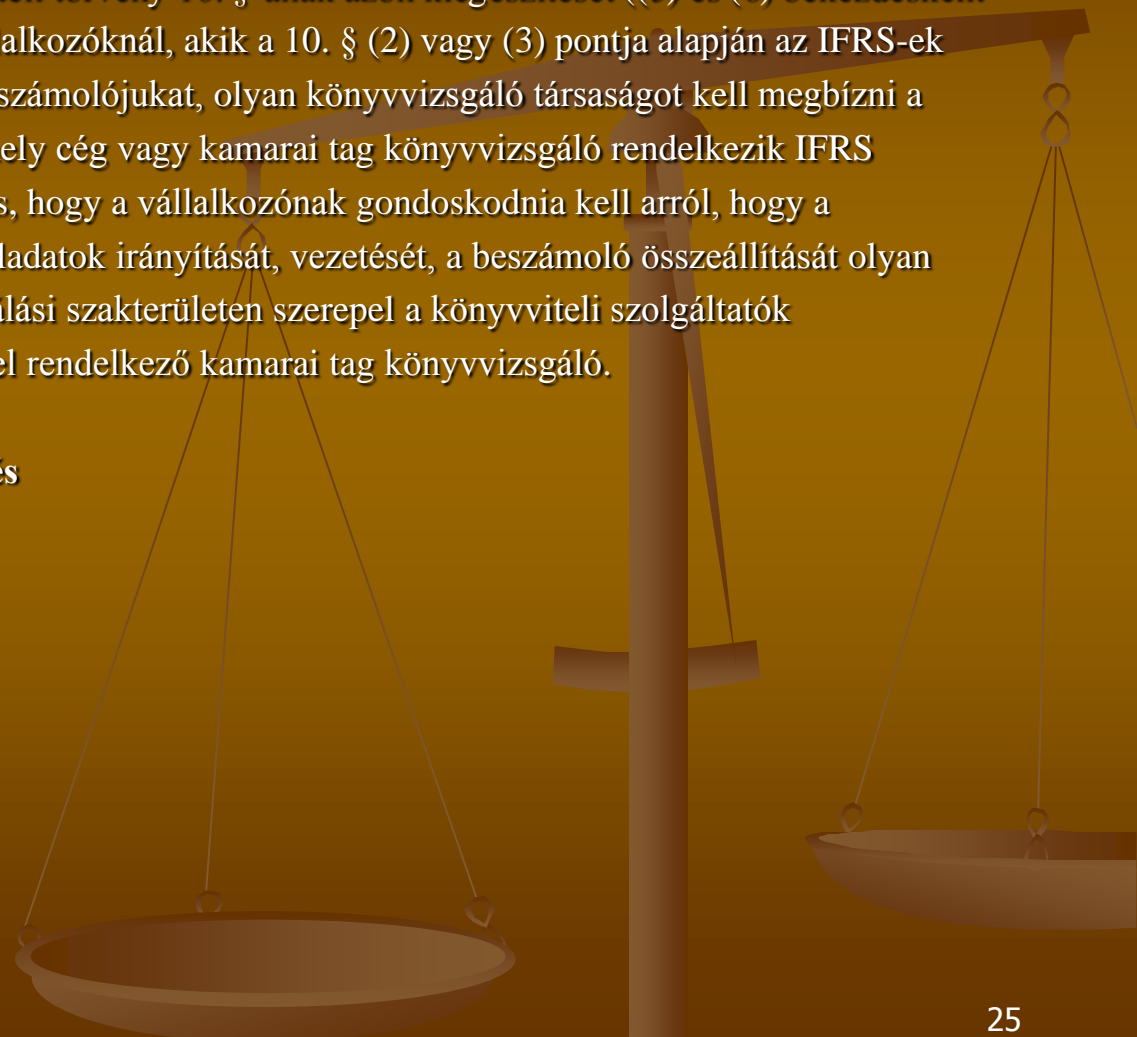 alkozóknál, akik a 10. § (2) vagy (3) pontja alapján az IFRS-ek
számolójukat, olyan könyvvizsgáló társaságot kell megbízni a
ely cég vagy kamarai tag könyvvizsgáló rendelkezik IFRS
s, hogy a vállalkozónak gondoskodnia kell arról, hogy a
ladatok irányítását, vezetését, a beszámoló összeállítását olyan
ílási szakterületen szerepel a könyvviteli szolgáltatók
el rendelkező kamarai tag könyvvizsgáló.
és
25